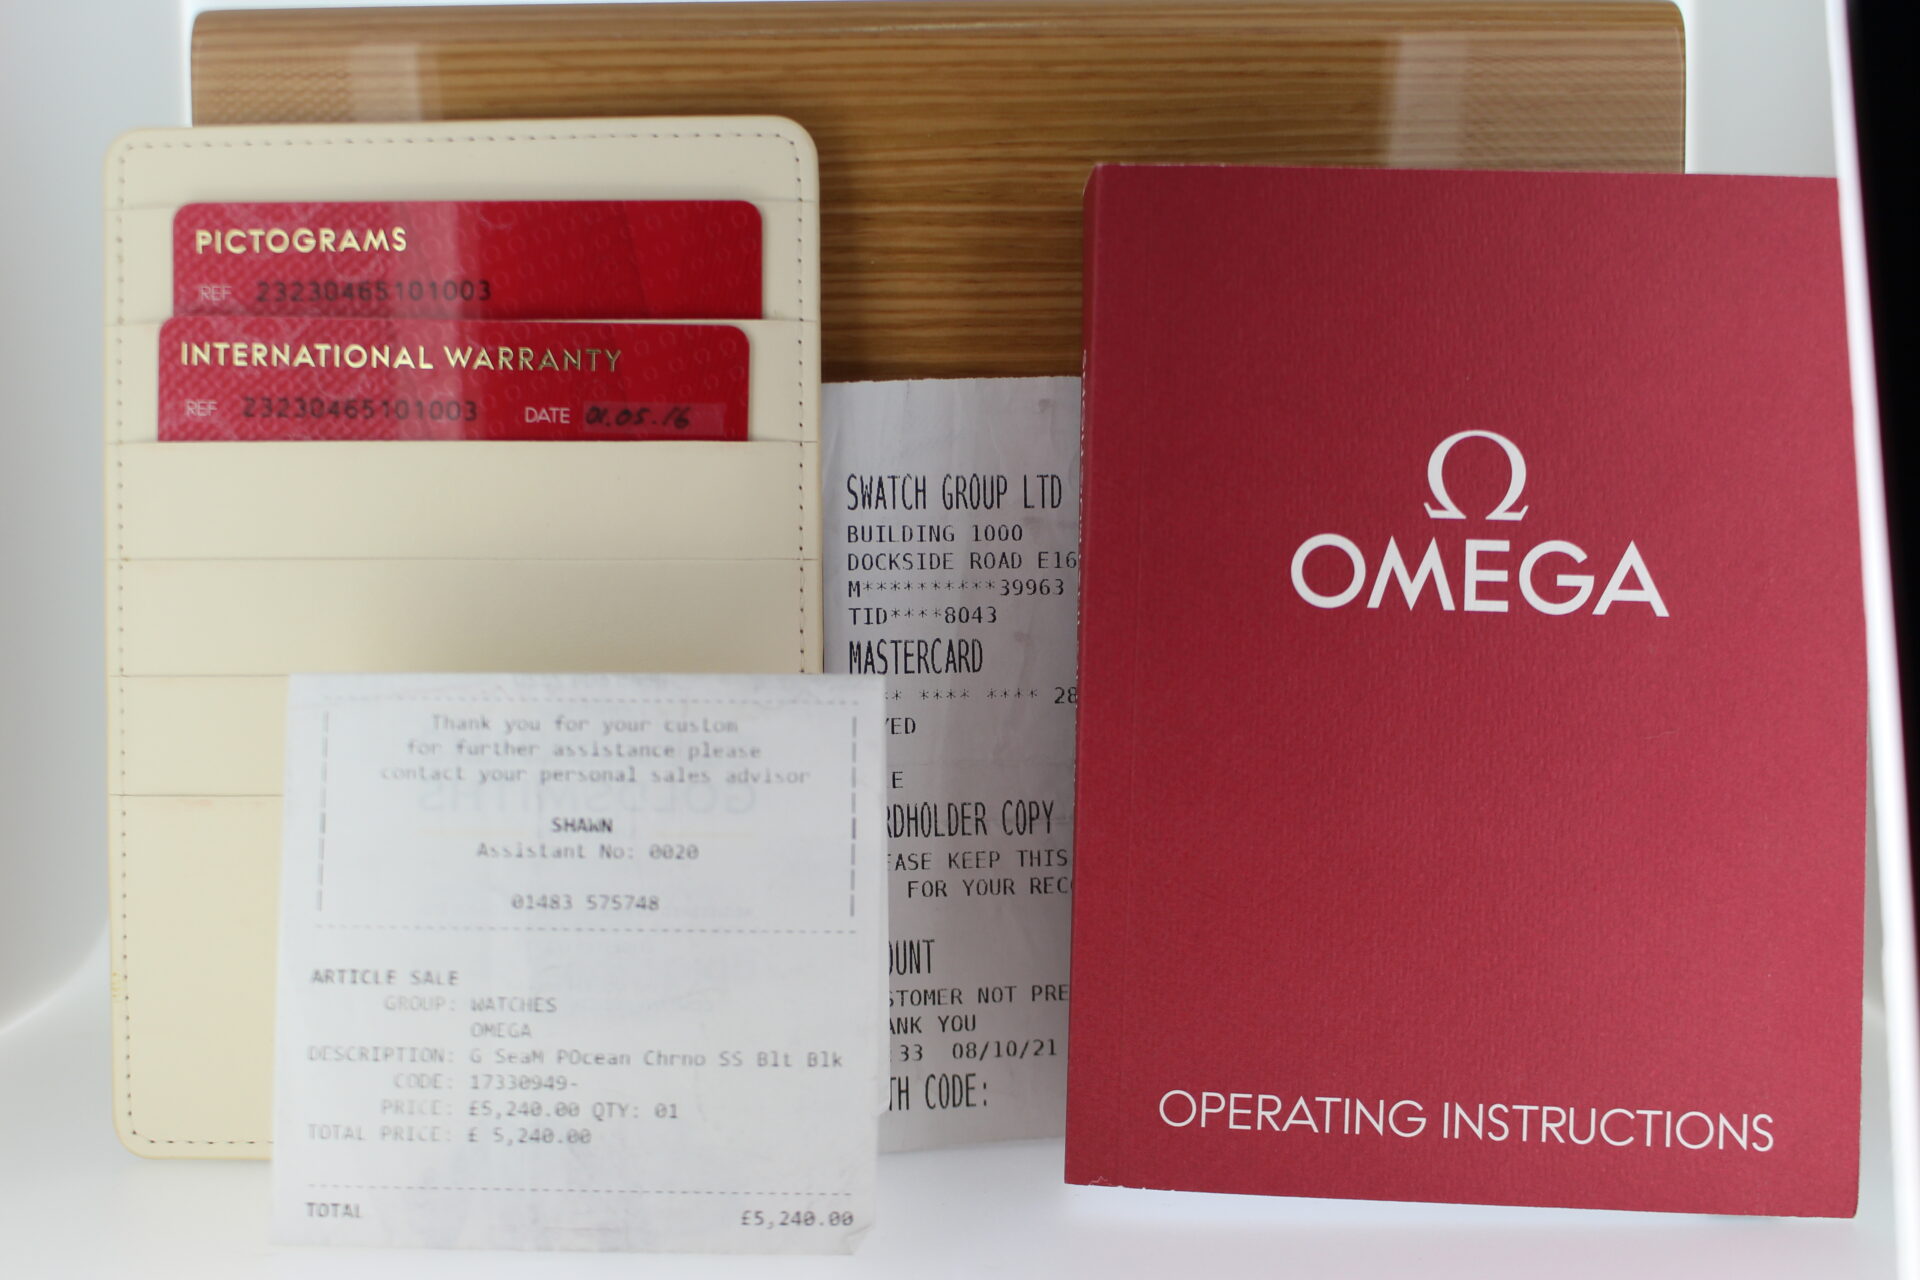 PICTOGRAMS
REF 23230465101003
INTERNATIONAL WARRANTY
REF 23230465101003 DATE 01.05.16
SWATCH GROUP LTD
BUILDING 1000
DOCKSIDE ROAD E16
M**********39963
TID****8043
MASTERCARD
** **** **** 28
YED
E
RDHOLDER COPY
EASE KEEP THIS
FOR YOUR REC
OUNT
STOMER NOT PRE
ANK YOU
33 08/10/21
TH CODE:
Thank you for your custom
for further assistance please
contact your personal sales advisor
GOLDSMITHS
SHAWN
Assistant No: 0020
01483 575748
ARTICLE SALE
GROUP: WATCHES
OMEGA
DESCRIPTION: G SeaM POcean Chrno SS Blt Blk
CODE: 17330949-
PRICE: £5,240.00 QTY: 01
TOTAL PRICE: £ 5,240.00
TOTAL £5,240.00
Ω
OMEGA
OPERATING INSTRUCTIONS